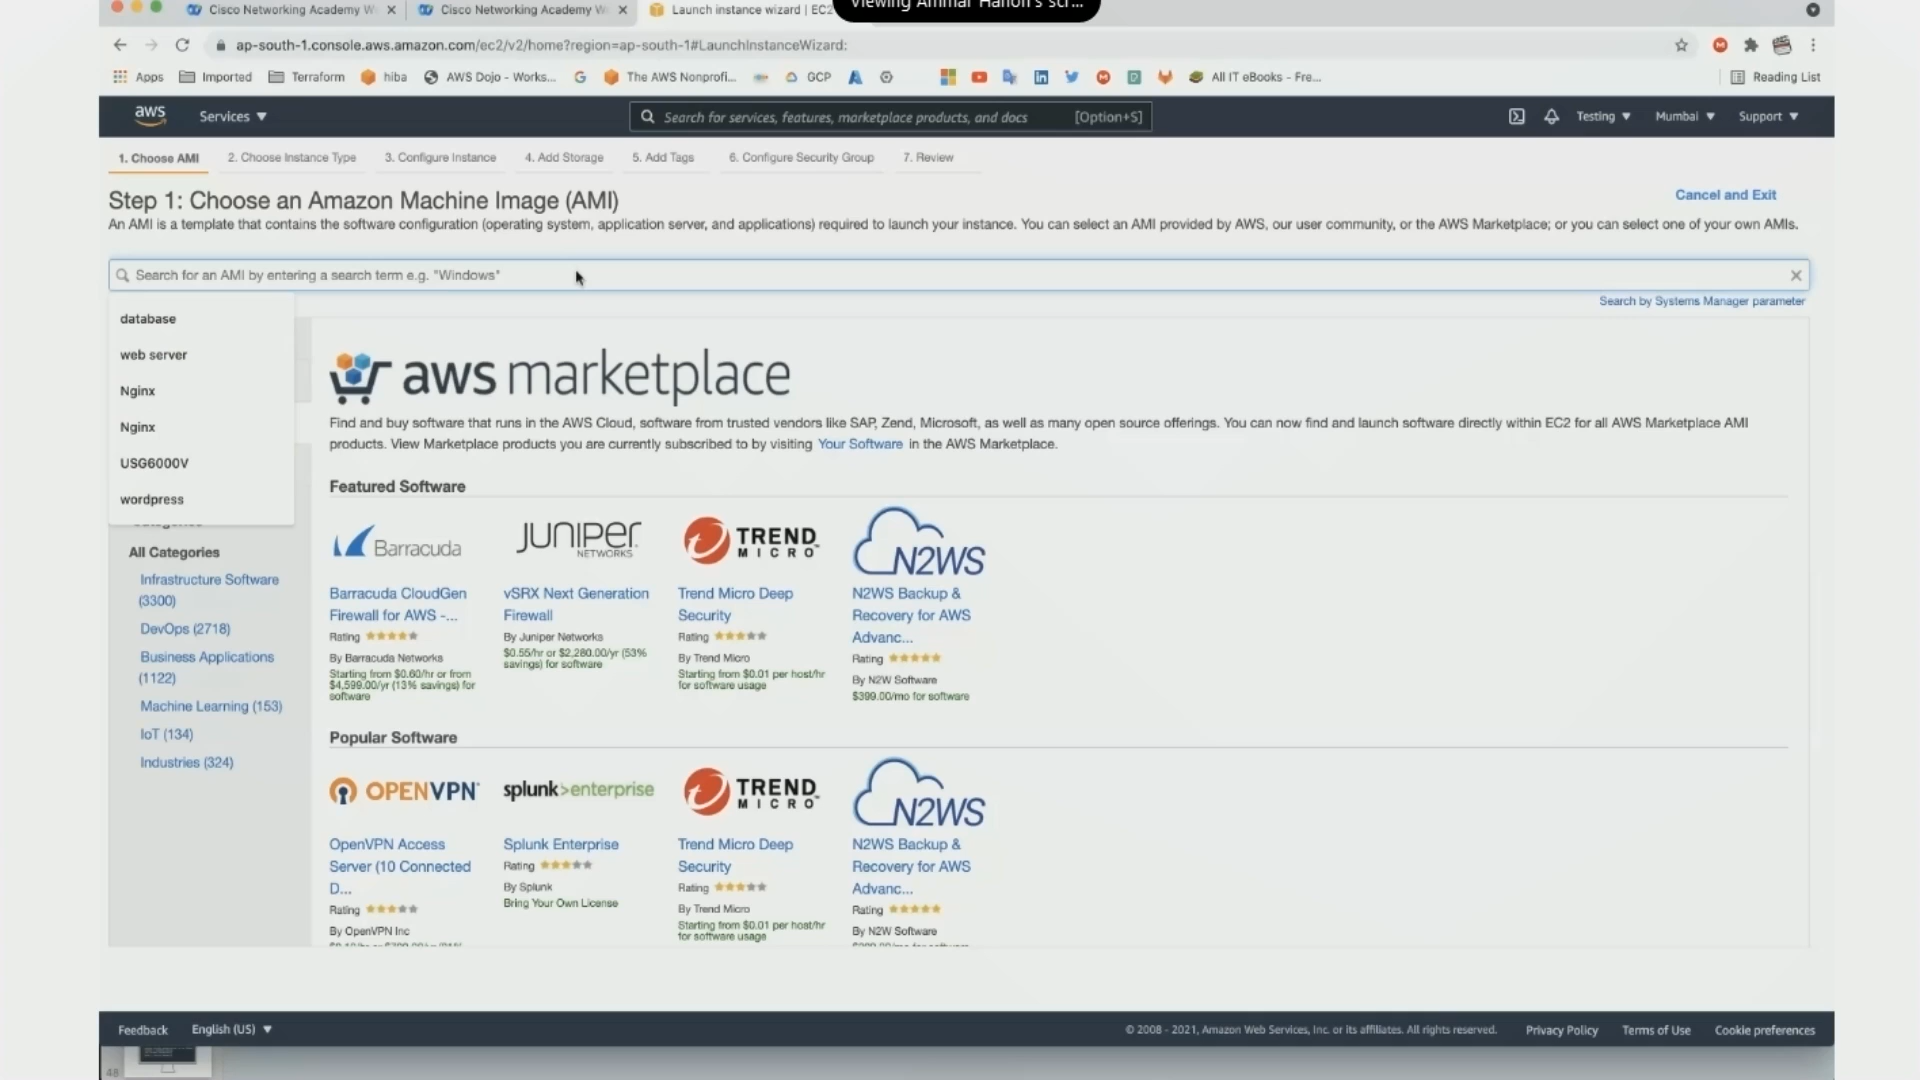 Viewing Ammar Hanon's scr...
Cisco Networking Academy W
Cisco Networking Academy W
Launch instance wizard | EC2
ap-south-1.console.aws.amazon.com/ec2/v2/home?region=ap-south-1#LaunchInstanceWizard:
Apps
Imported
Terraform
hiba
AWS Dojo - Works...
The AWS Nonprofi...
GCP
All IT eBooks - Fre...
Reading List
aws
Services
Search for services, features, marketplace products, and docs
[Option+S]
Testing
Mumbai
Support
1. Choose AMI
2. Choose Instance Type
3. Configure Instance
4. Add Storage
5. Add Tags
6. Configure Security Group
7. Review
Step 1: Choose an Amazon Machine Image (AMI)
Cancel and Exit
An AMI is a template that contains the software configuration (operating system, application server, and applications) required to launch your instance. You can select an AMI provided by AWS, our user community, or the AWS Marketplace; or you can select one of your own AMIs.
Search for an AMI by entering a search term e.g. "Windows"
Search by Systems Manager parameter
database
web server
Nginx
Nginx
USG6000V
wordpress
All Categories
Infrastructure Software
(3300)
DevOps (2718)
Business Applications
(1122)
Machine Learning (153)
IoT (134)
Industries (324)
aws marketplace
Find and buy software that runs in the AWS Cloud, software from trusted vendors like SAP, Zend, Microsoft, as well as many open source offerings. You can now find and launch software directly within EC2 for all AWS Marketplace AMI
products. View Marketplace products you are currently subscribed to by visiting Your Software in the AWS Marketplace.
Featured Software
Barracuda
Barracuda CloudGen
Firewall for AWS -...
Rating
By Barracuda Networks
Starting from $0.60/hr or from
$4,599.00/yr (13% savings) for
software
JUNIPER
NETWORKS
vSRX Next Generation
Firewall
By Juniper Networks
$0.55/hr or $2,280.00/yr (53%
savings) for software
TREND
MICRO
Trend Micro Deep
Security
Rating
By Trend Micro
Starting from $0.01 per host/hr
for software usage
N2WS
N2WS Backup &
Recovery for AWS
Advanc...
Rating
By N2W Software
$399.00/mo for software
Popular Software
OPENVPN
OpenVPN Access
Server (10 Connected
D...
Rating
By OpenVPN Inc
splunk>enterprise
Splunk Enterprise
Rating
By Splunk
Bring Your Own License
TREND
MICRO
Trend Micro Deep
Security
Rating
By Trend Micro
Starting from $0.01 per host/hr
for software usage
N2WS
N2WS Backup &
Recovery for AWS
Advanc...
Rating
By N2W Software
Feedback
English (US)
© 2008 - 2021, Amazon Web Services, Inc. or its affiliates. All rights reserved.
Privacy Policy
Terms of Use
Cookie preferences
48